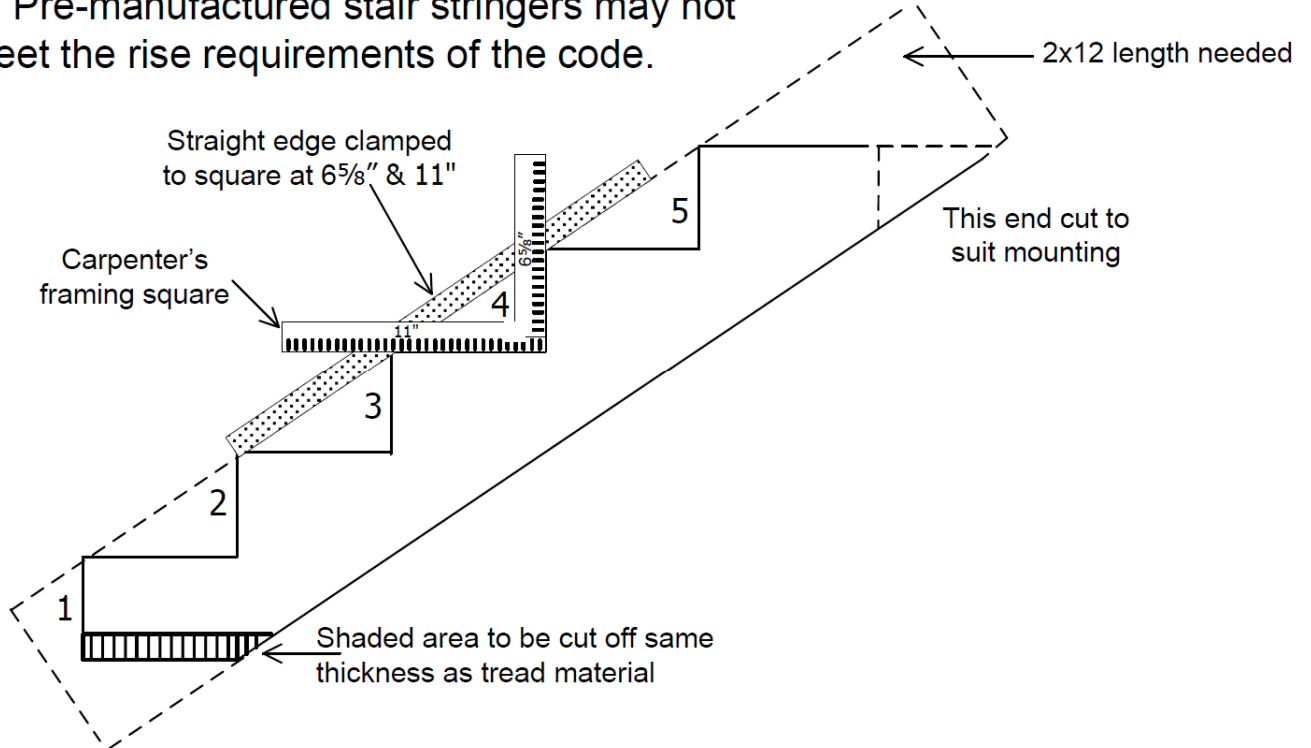 Pre-manufactured stair stringers may not
eet the rise requirements of the code.
2x12 length needed
Straight edge clamped
to square at 6⅝″ & 11"
Carpenter’s
framing square
6⅝″
11"
5
4
3
2
1
This end cut to
suit mounting
Shaded area to be cut off same
thickness as tread material